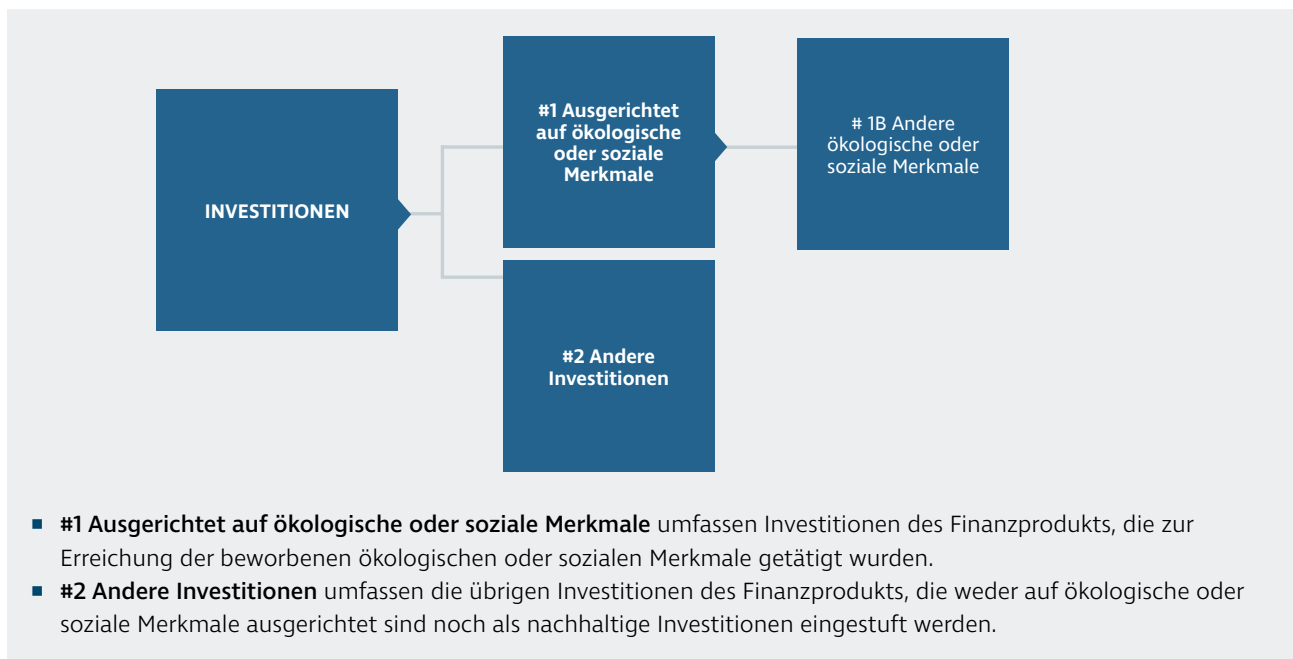 INVESTITIONEN
#1 Ausgerichtet
auf ökologische
oder soziale
Merkmale
# 1B Andere
ökologische oder
soziale Merkmale
#2 Andere
Investitionen
#1 Ausgerichtet auf ökologische oder soziale Merkmale umfassen Investitionen des Finanzprodukts, die zur
Erreichung der beworbenen ökologischen oder sozialen Merkmale getätigt wurden.
#2 Andere Investitionen umfassen die übrigen Investitionen des Finanzprodukts, die weder auf ökologische oder
soziale Merkmale ausgerichtet sind noch als nachhaltige Investitionen eingestuft werden.